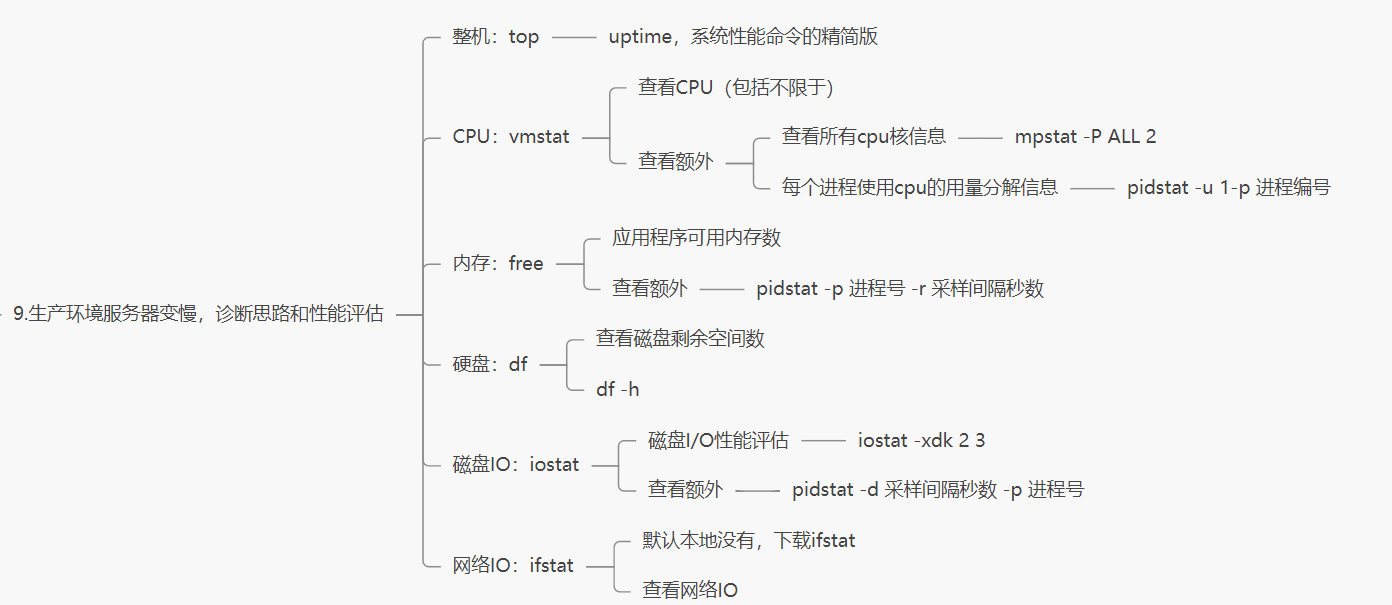 整机：top
uptime，系统性能命令的精简版
查看CPU（包括不限于）
CPU：vmstat
查看所有cpu核信息
mpstat -P ALL 2
查看额外
每个进程使用cpu的用量分解信息
pidstat -u 1-p 进程编号
应用程序可用内存数
内存：free
查看额外
pidstat -p 进程号 -r 采样间隔秒数
9.生产环境服务器变慢，诊断思路和性能评估
查看磁盘剩余空间数
硬盘：df
df -h
磁盘I/O性能评估
iostat -xdk 2 3
磁盘IO：iostat
查看额外
pidstat -d 采样间隔秒数 -p 进程号
默认本地没有，下载ifstat
网络IO：ifstat
查看网络IO